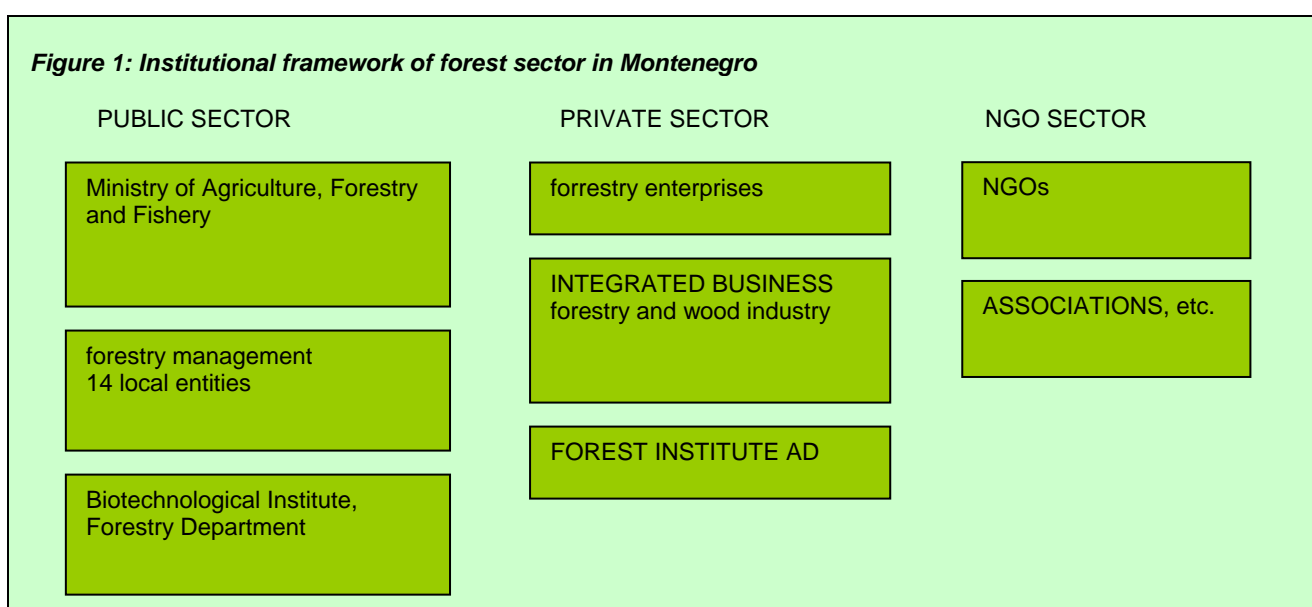 Figure 1: Institutional framework of forest sector in Montenegro
PUBLIC SECTOR
Ministry of Agriculture, Forestry
and Fishery
forestry management
14 local entities
Biotechnological Institute,
Forestry Department
PRIVATE SECTOR
forrestry enterprises
INTEGRATED BUSINESS
forestry and wood industry
FOREST INSTITUTE AD
NGO SECTOR
NGOs
ASSOCIATIONS, etc.